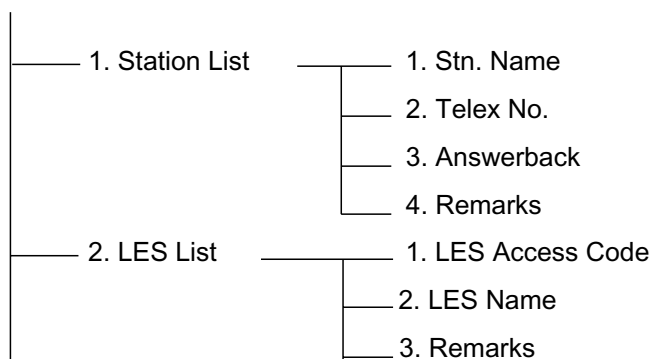 1. Station List
1. Stn. Name
2. Telex No.
3. Answerback
4. Remarks
2. LES List
1. LES Access Code
2. LES Name
3. Remarks